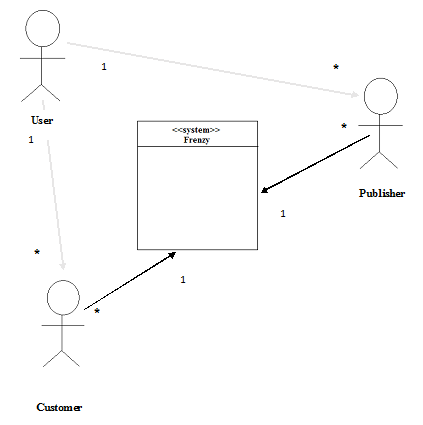 1
*
User
1
<<system>>
Frenzy
*
Publisher
1
*
1
*
Customer